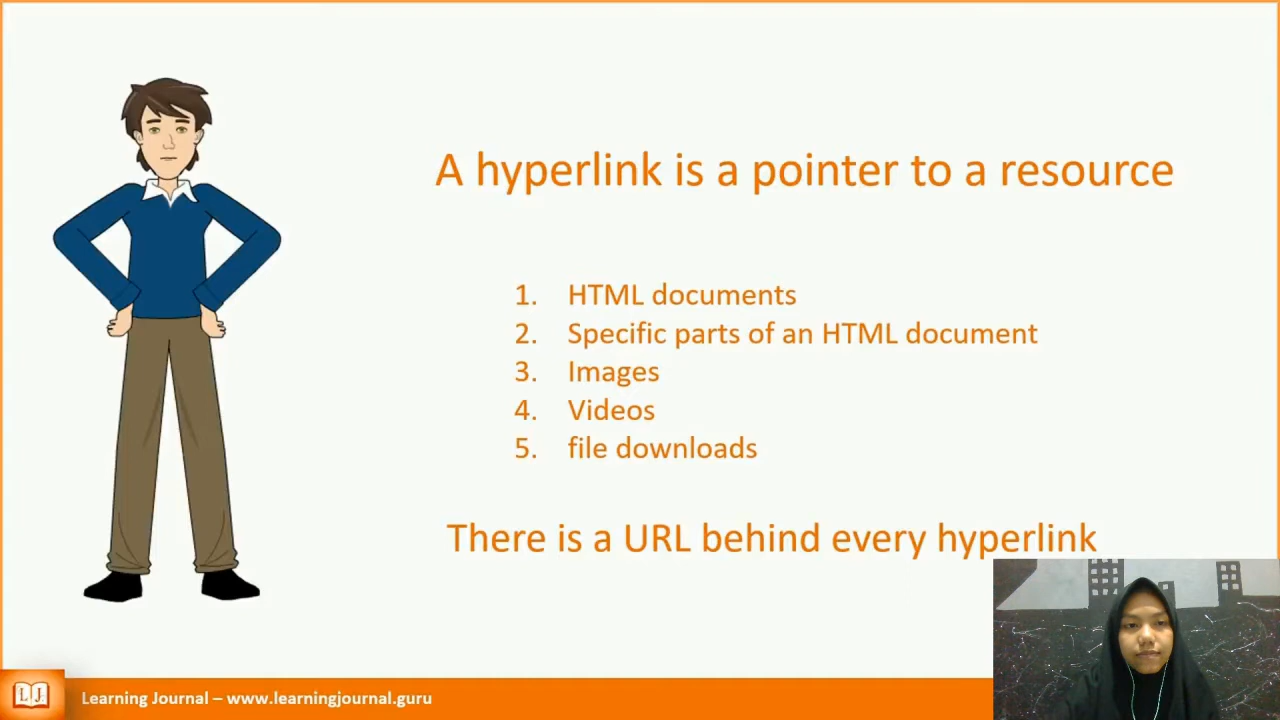 A hyperlink is a pointer to a resource
1. HTML documents
2. Specific parts of an HTML document
3. Images
4. Videos
5. file downloads
There is a URL behind every hyperlink
LJ
Learning Journal – www.learningjournal.guru